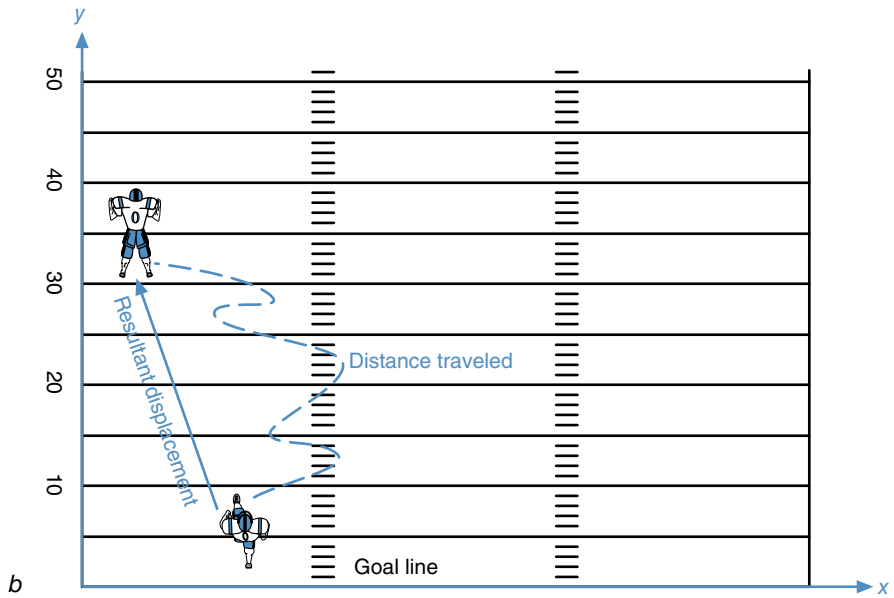 y
50
40
30
20
10
Resultant displacement
Distance traveled
0
0
Goal line
b
x